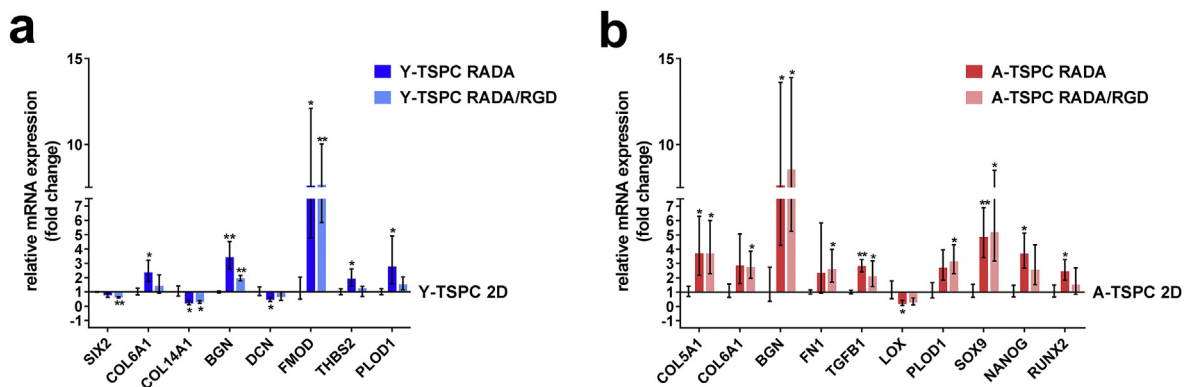 a
relative mRNA expression
(fold change)
15
10
7
6
5
4
3
2
1
0
-1
Y-TSPC RADA
Y-TSPC RADA/RGD
* ** * * * ** ** * * ** * *
Y-TSPC 2D
SIX2
COL6A1
COL14A1
BGN
DCN
FMOD
THBS2
PLOD1
b
relative mRNA expression
(fold change)
15
10
7
6
5
4
3
2
1
0
-1
A-TSPC RADA
A-TSPC RADA/RGD
* * * * * * ** * * * ** * * *
A-TSPC 2D
COL5A1
COL6A1
BGN
FN1
TGFB1
LOX
PLOD1
SOX9
NANOG
RUNX2